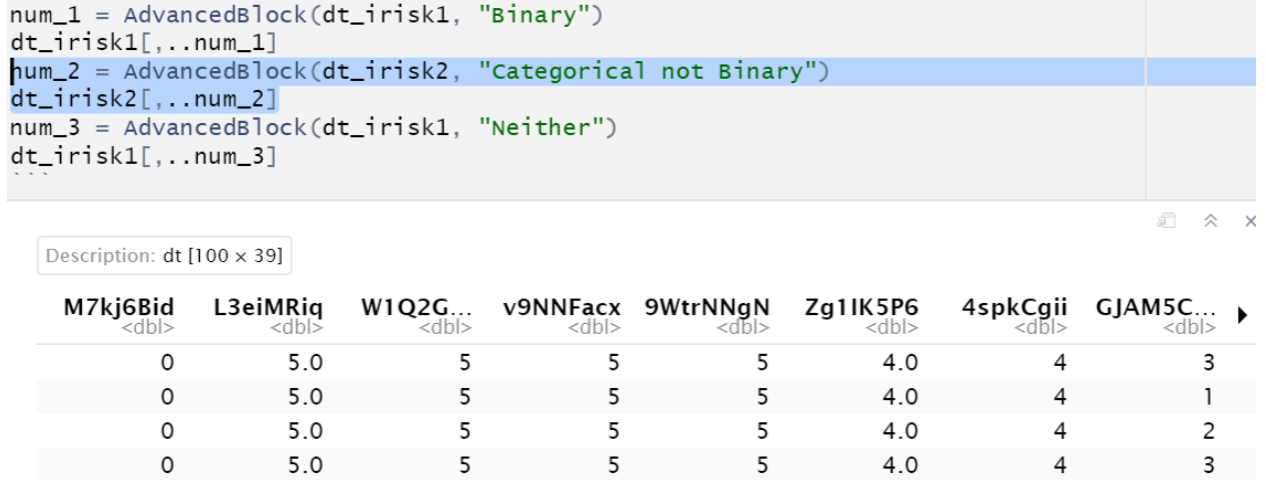 num_1 = AdvancedBlock(dt_irisk1, "Binary")
dt_irisk1[,..num_1]
num_2 = AdvancedBlock(dt_irisk2, "Categorical not Binary")
dt_irisk2[,..num_2]
num_3 = AdvancedBlock(dt_irisk1, "Neither")
dt_irisk1[,..num_3]
```
Description: dt [100 × 39]
M7kj6Bid L3eiMRiq W1Q2G... v9NNFacx 9WtrNNgN Zg1IK5P6 4spkCgii GJAM5C...
<dbl> <dbl> <dbl> <dbl> <dbl> <dbl> <dbl> <dbl>
0 5.0 5 5 5 4.0 4 3
0 5.0 5 5 5 4.0 4 1
0 5.0 5 5 5 4.0 4 2
0 5.0 5 5 5 4.0 4 3